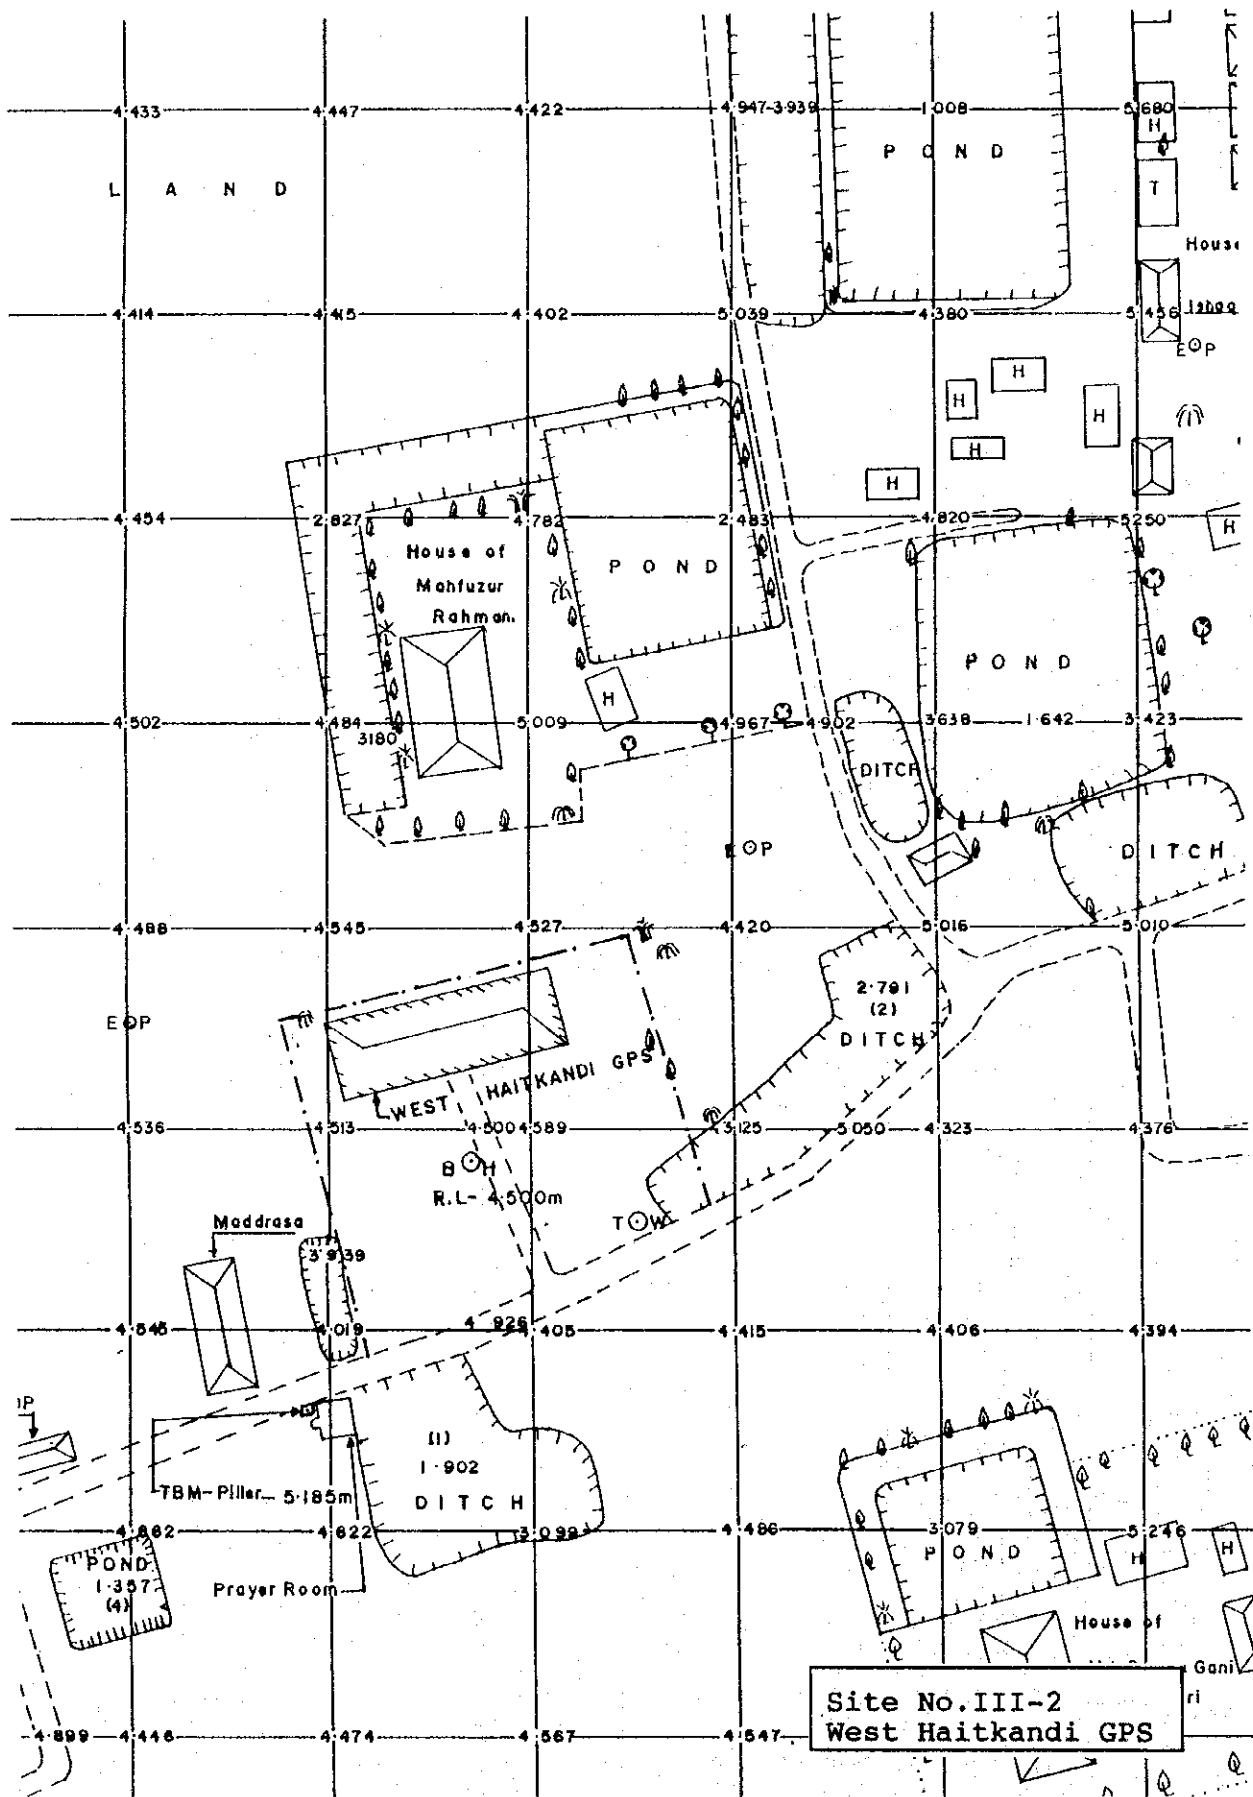 4·433 4·447 4·422 4·947 3·939 1·008 5·680
H
P O N D
L A N D
T
House
4·414 4·415 4·402 5·039 4·380 5·456
E P
H
H
H
H
H
4·454 2·827 4·782 2·483 4·820 5250
H
House of
Mahfuzur
Rahman.
P O N D
P O N D
H
4·502 4·484 5·009 4·967 4·902 3·638 1·642 3·423
3180
DITCH
E P
DITCH
4·488 4·545 4·527 4·420 5·016 5·010
2·791
(2)
DITCH
E P
WEST HAITKANDI GPS
4·536 4·513 4·500 4·589 3·125 5·050 4·323 4·376
B H
R.L- 4·500m
T W
Maddrasa
3·939
4·545 4·019 4·926 4·405 4·415 4·406 4·394
(1)
1·902
DITCH
TBM-Piller 5·185m
4·662 4·622 3·099 4·486 3·079 5·246
POND
1·357
(4)
Prayer Room
P O N D
H
H
House of
Gani
ri
Site No.III-2
West Haitkandi GPS
4·899 4·446 4·474 4·567 4·547